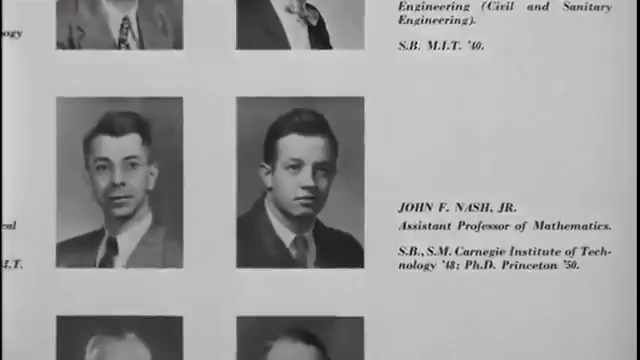 Engineering (Civil and Sanitary
Engineering).
S.B. M.I.T. '40.
JOHN F. NASH, JR.
Assistant Professor of Mathematics.
S.B., S.M. Carnegie Institute of Tech-
nology '48; Ph.D. Princeton '50.